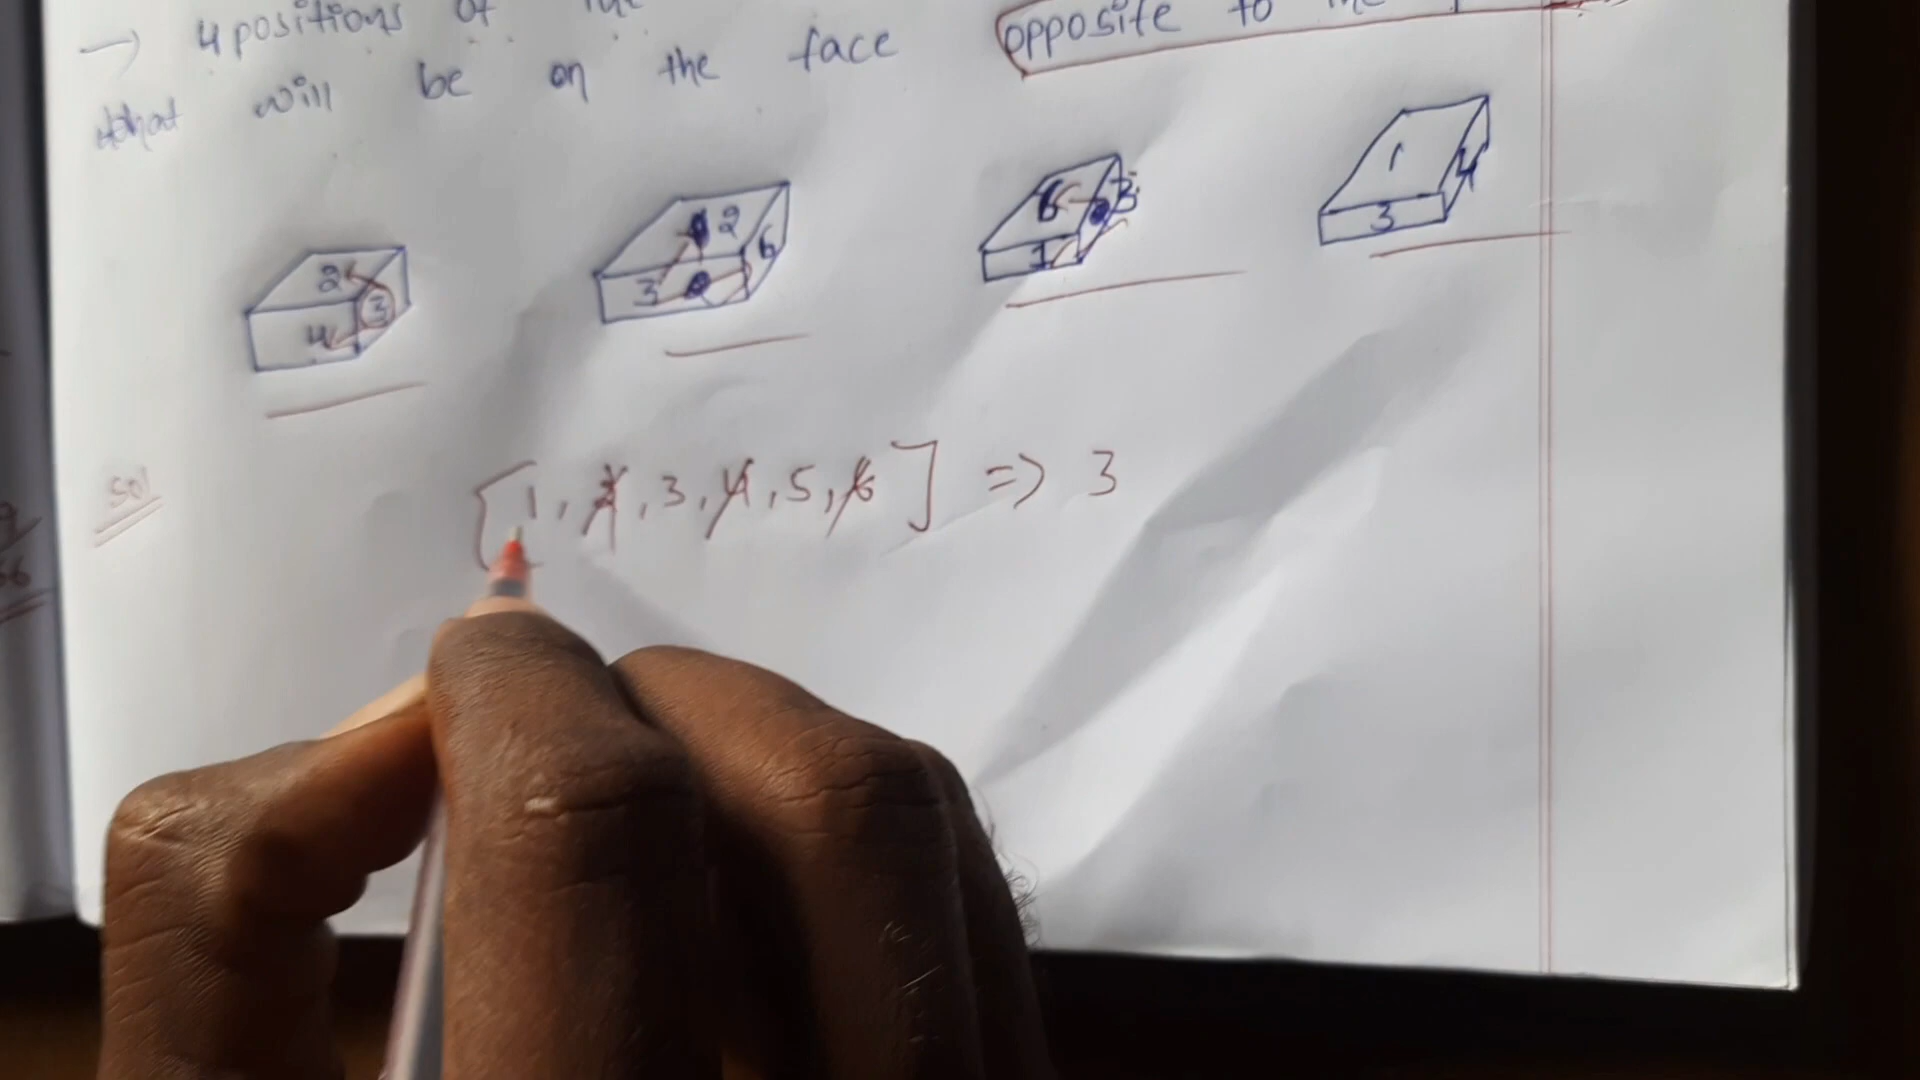 → 4 positions of
what will be on the face opposite to
2 3 4
2 3 6
6 3 1
1 3 4
Sol
[1, 2, 3, 4, 5, 6] => 3